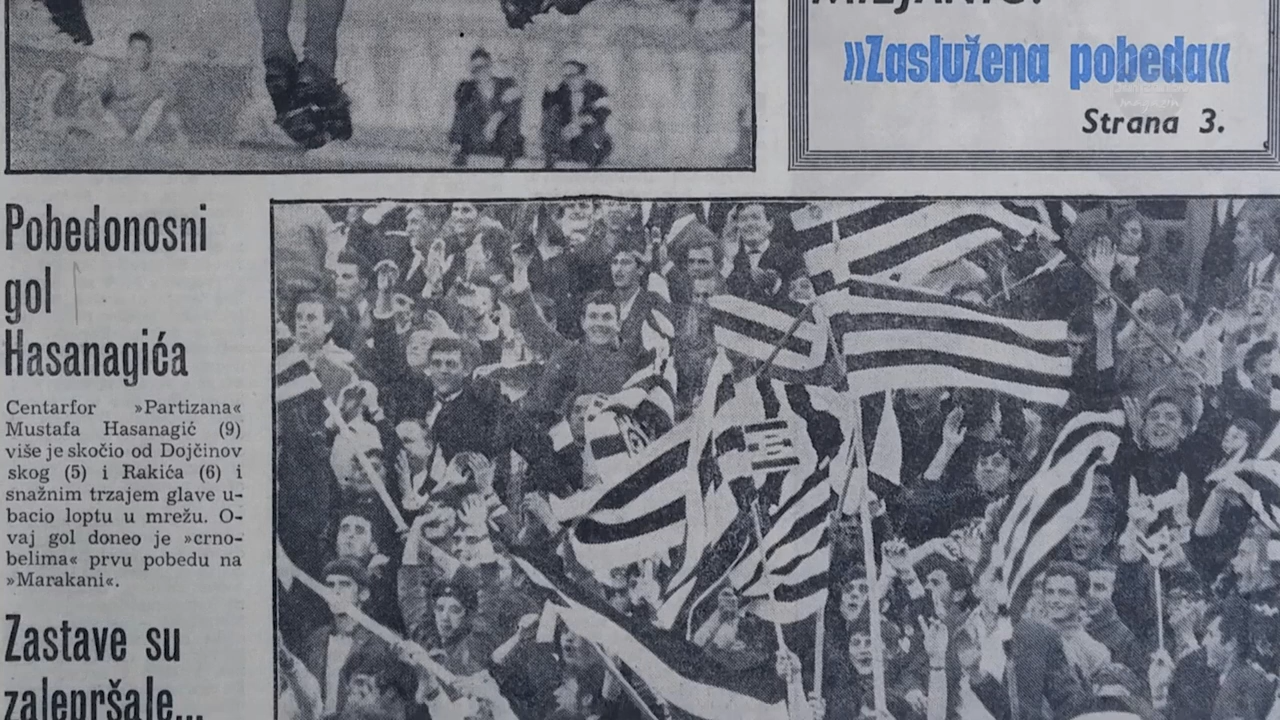 MILJANIĆ:
»Zaslužena pobeda«
Strana 3.
Pobedonosni
gol
Hasanagića
Centarfor »Partizana«
Mustafa Hasanagić (9)
više je skočio od Dojčinov
skog (5) i Rakića (6) i
snažnim trzajem glave u-
bacio loptu u mrežu. O-
vaj gol doneo je »crno-
belima« prvu pobedu na
»Marakani«.
Zastave su
zalepršale...